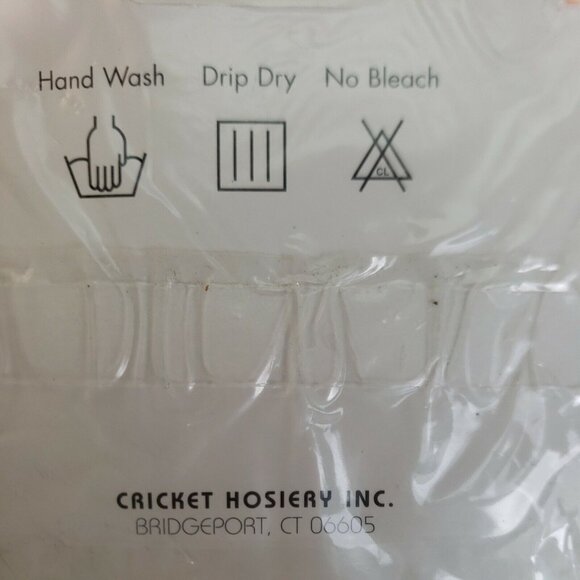 Hand Wash Drip Dry No Bleach
CL
CRICKET HOSIERY INC.
BRIDGEPORT, CT 06605